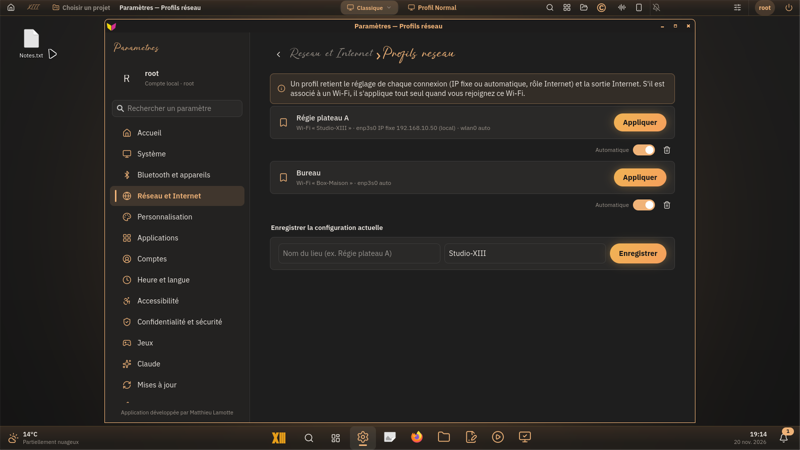 XIII Choisir un projet Paramètres — Profils réseau Classique Profil Normal root
Paramètres — Profils réseau
Notes.txt
Paramètres
Réseau et Internet › Profils réseau
R root
Compte local · root
Rechercher un paramètre
Accueil
Système
Bluetooth et appareils
Réseau et Internet
Personnalisation
Applications
Comptes
Heure et langue
Accessibilité
Confidentialité et sécurité
Jeux
Claude
Mises à jour
Application développée par Matthieu Lamotte
Un profil retient le réglage de chaque connexion (IP fixe ou automatique, rôle Internet) et la sortie Internet. S'il est
associé à un Wi-Fi, il s'applique tout seul quand vous rejoignez ce Wi-Fi.
Régie plateau A
Wi-Fi « Studio-XIII » · enp3s0 IP fixe 192.168.10.50 (local) · wlan0 auto
Appliquer
Automatique
Bureau
Wi-Fi « Box-Maison » · enp3s0 auto
Appliquer
Automatique
Enregistrer la configuration actuelle
Nom du lieu (ex. Régie plateau A) Studio-XIII Enregistrer
14°C
Partiellement nuageux
XIII
19:14
20 nov. 2026
1